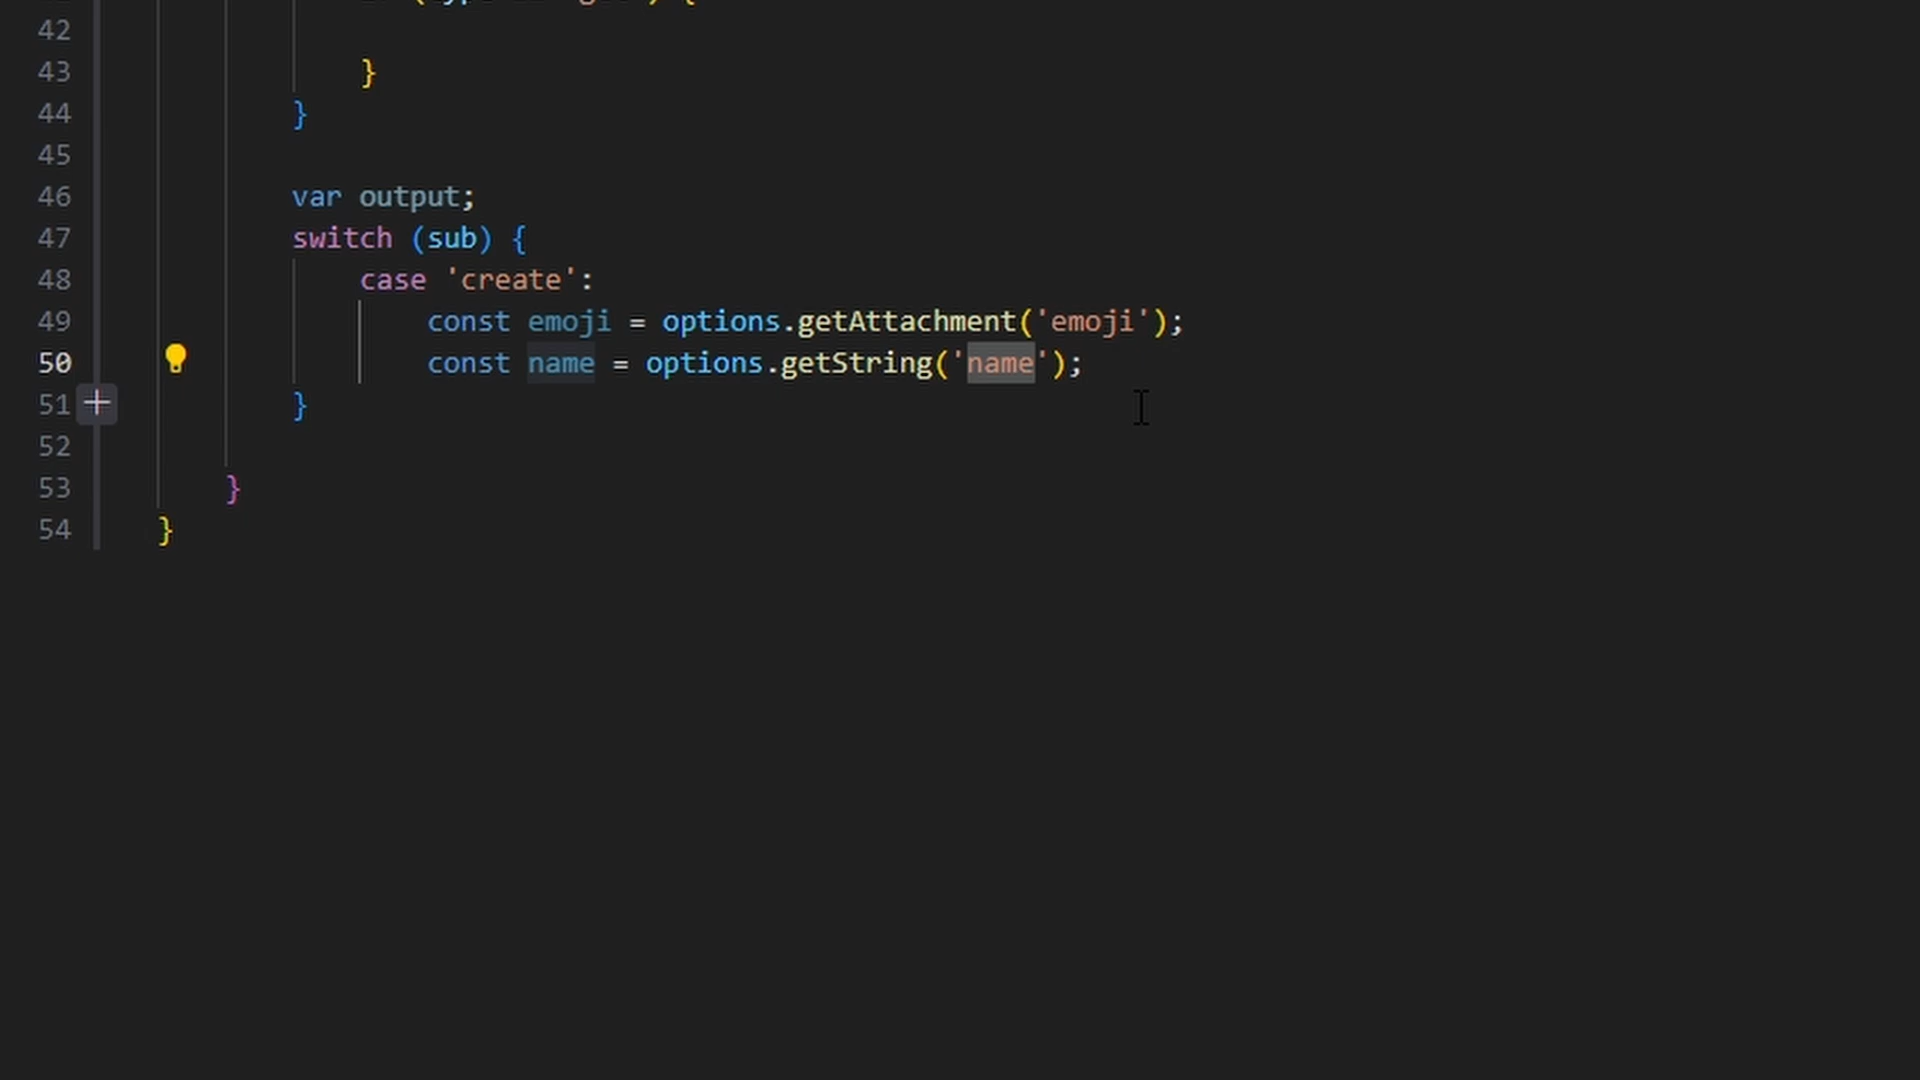 42
43 }
44 }
45
46 var output;
47 switch (sub) {
48 case 'create':
49 const emoji = options.getAttachment('emoji');
50 const name = options.getString('name');
51 }
52
53 }
54 }